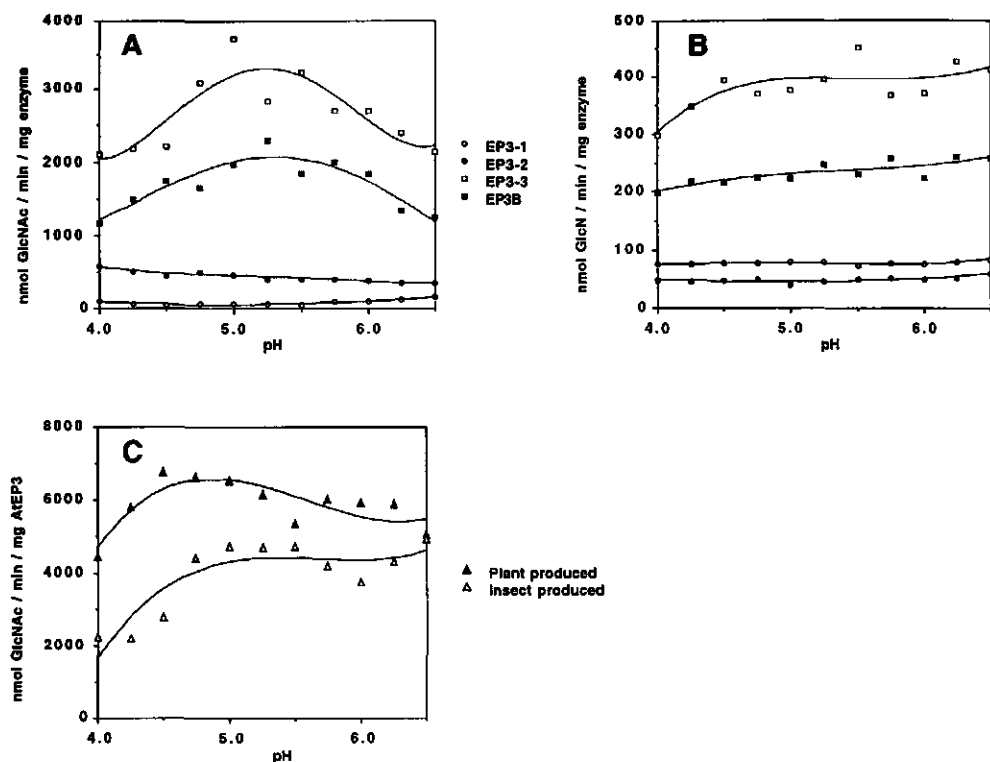 A
nmol GlcNAc / min / mg enzyme
4000
3000
2000
1000
0
4.0 5.0 6.0
pH
EP3-1
EP3-2
EP3-3
EP3B
B
nmol GlcN / min / mg enzyme
500
400
300
200
100
0
4.0 5.0 6.0
pH
C
nmol GlcNAc / min / mg AtEP3
8000
6000
4000
2000
0
4.0 5.0 6.0
pH
Plant produced
Insect produced